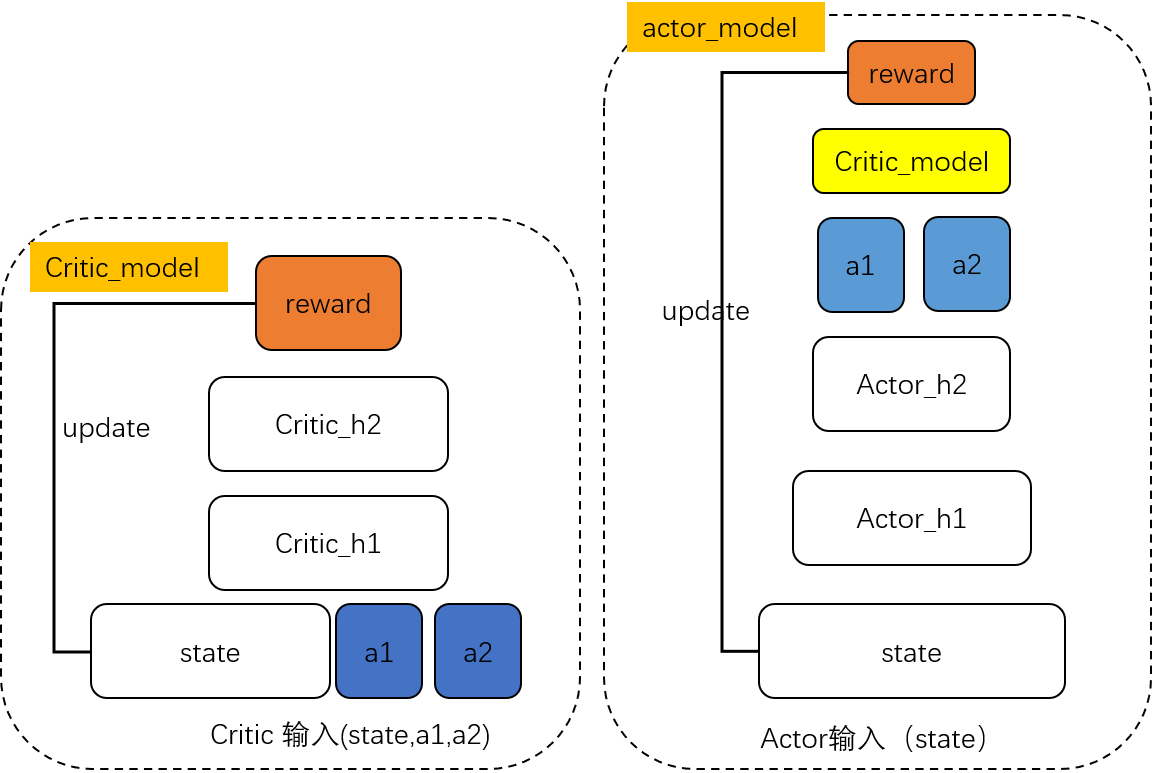 Critic_model
reward
update
Critic_h2
Critic_h1
state
a1
a2
Critic 输入(state,a1,a2)
actor_model
reward
Critic_model
a1
a2
update
Actor_h2
Actor_h1
state
Actor输入（state）